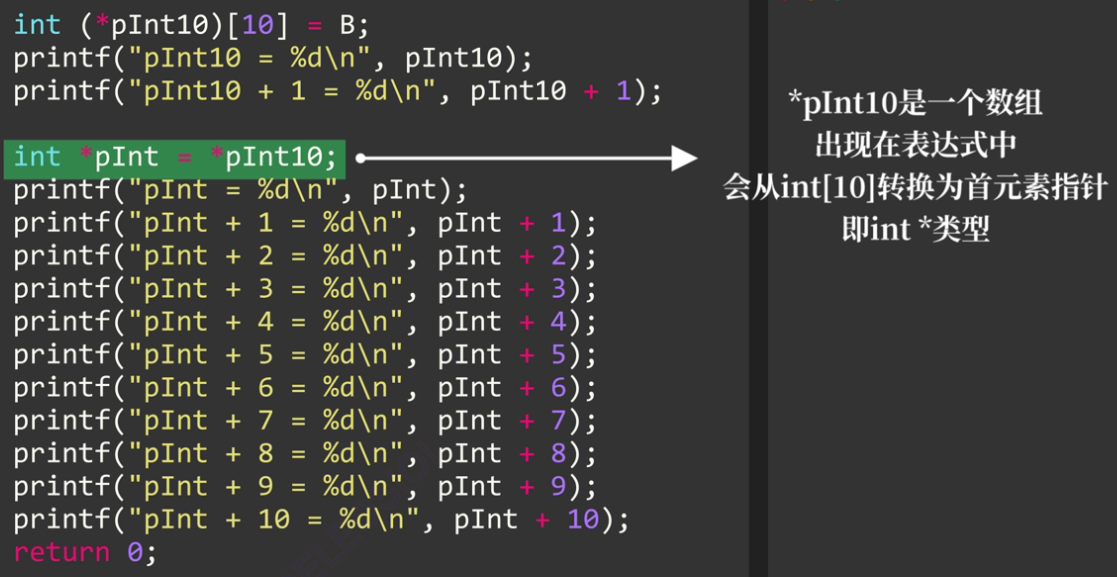 int (*pInt10)[10] = B;
printf("pInt10 = %d\n", pInt10);
printf("pInt10 + 1 = %d\n", pInt10 + 1);
int *pInt = *pInt10;
printf("pInt = %d\n", pInt);
printf("pInt + 1 = %d\n", pInt + 1);
printf("pInt + 2 = %d\n", pInt + 2);
printf("pInt + 3 = %d\n", pInt + 3);
printf("pInt + 4 = %d\n", pInt + 4);
printf("pInt + 5 = %d\n", pInt + 5);
printf("pInt + 6 = %d\n", pInt + 6);
printf("pInt + 7 = %d\n", pInt + 7);
printf("pInt + 8 = %d\n", pInt + 8);
printf("pInt + 9 = %d\n", pInt + 9);
printf("pInt + 10 = %d\n", pInt + 10);
return 0;
*pInt10是一个数组
出现在表达式中
会从int[10]转换为首元素指针
即int *类型